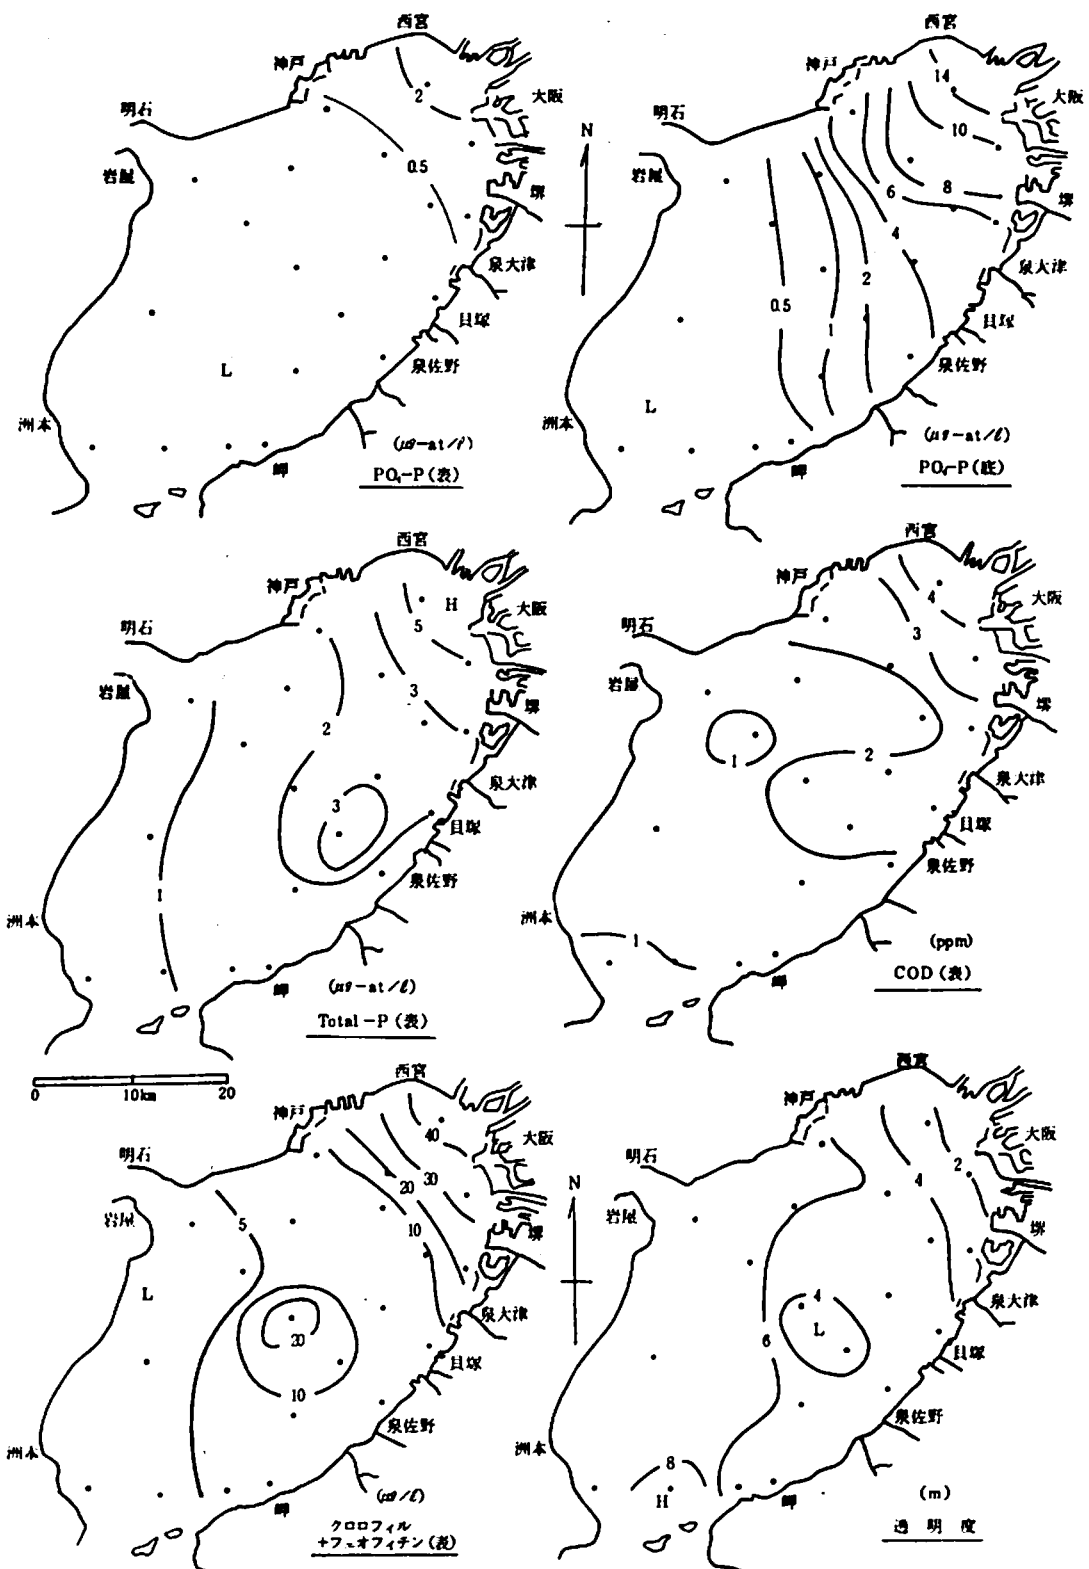 西宮
神戸
2
大阪
明石
0.5
岩屋
堺
泉大津
貝塚
泉佐野
L
洲本
岬
(μg-at/ℓ)
PO₄-P(表)
N
西宮
神戸
14
大阪
明石
10
岩屋
6
8
堺
4
泉大津
2
0.5
1
貝塚
泉佐野
L
洲本
岬
(μg-at/ℓ)
PO₄-P(底)
西宮
神戸
H
大阪
明石
5
岩屋
3
堺
2
泉大津
3
貝塚
泉佐野
1
洲本
岬
(μg-at/ℓ)
Total-P(表)
0 10km 20
西宮
神戸
4
大阪
明石
3
岩屋
堺
1
2
泉大津
貝塚
泉佐野
洲本
1
(ppm)
岬
COD(表)
西宮
神戸
40
大阪
明石
20
30
岩屋
5
10
堺
L
泉大津
20
貝塚
10
泉佐野
洲本
岬
(μg/ℓ)
クロロフィル
+フェオフィチン(表)
N
西宮
神戸
大阪
明石
4
2
岩屋
堺
4
泉大津
L
6
貝塚
泉佐野
洲本
8
H
岬
(m)
透明度